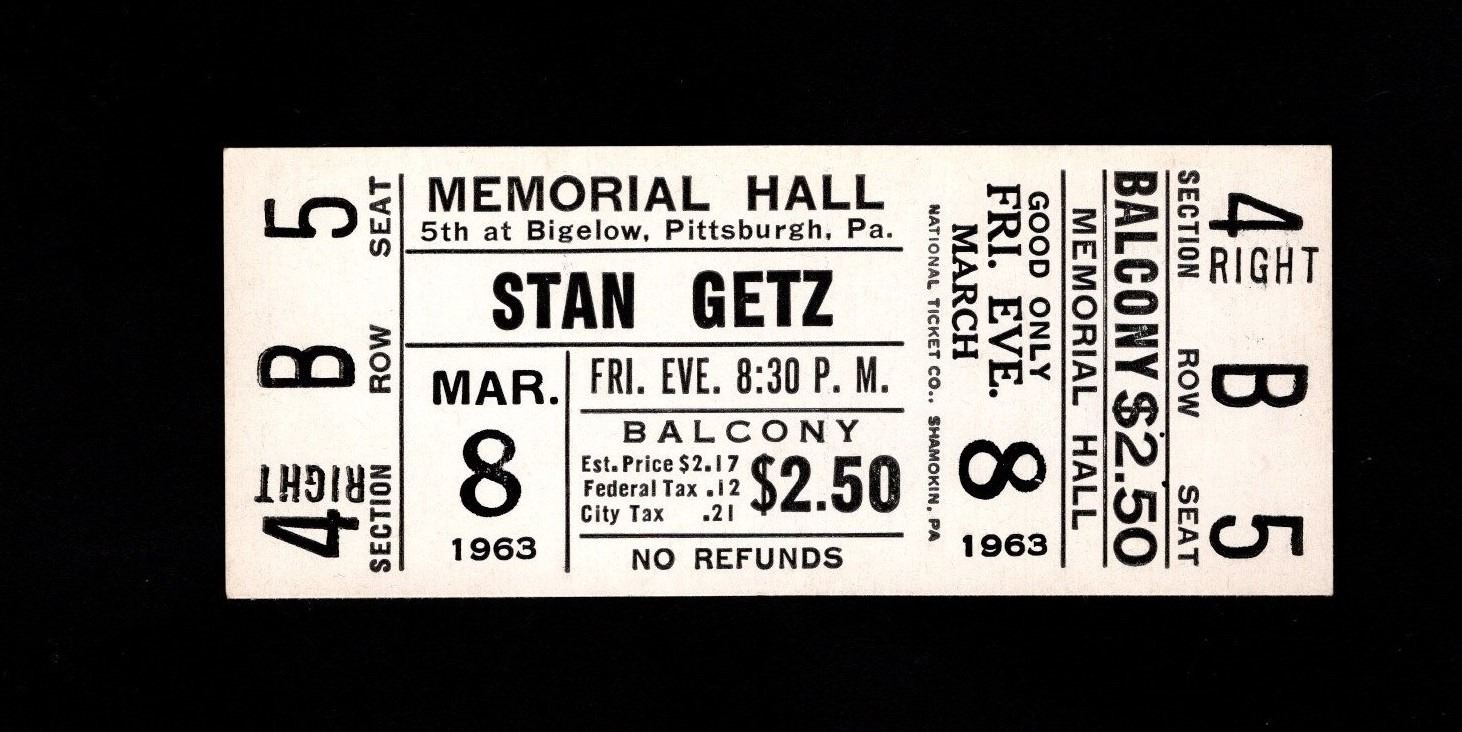 SEAT 5
ROW B
SECTION 4 RIGHT
MEMORIAL HALL
5th at Bigelow, Pittsburgh, Pa.
STAN GETZ
MAR.
8
1963
FRI. EVE. 8:30 P. M.
BALCONY
Est. Price $2.17
Federal Tax .12
City Tax .21
$2.50
NO REFUNDS
NATIONAL TICKET CO., SHAMOKIN, PA
GOOD ONLY
FRI. EVE.
MARCH
8
1963
MEMORIAL HALL
BALCONY $2.50
SECTION ROW SEAT
4 RIGHT B 5